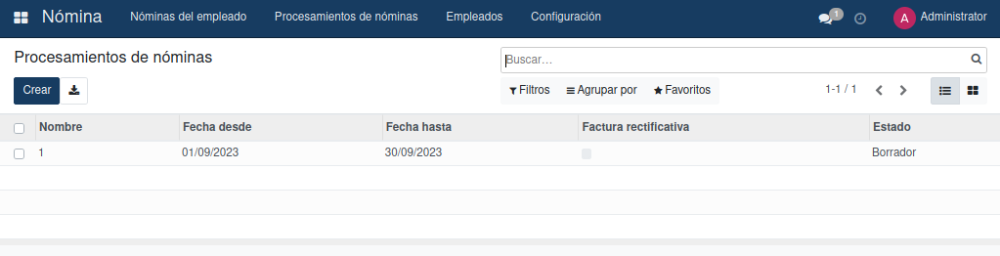 Nómina Nóminas del empleado Procesamientos de nóminas Empleados Configuración 1 A Administrator
Procesamientos de nóminas Buscar...
Crear Filtros Agrupar por Favoritos 1-1 / 1
Nombre Fecha desde Fecha hasta Factura rectificativa Estado
1 01/09/2023 30/09/2023 Borrador